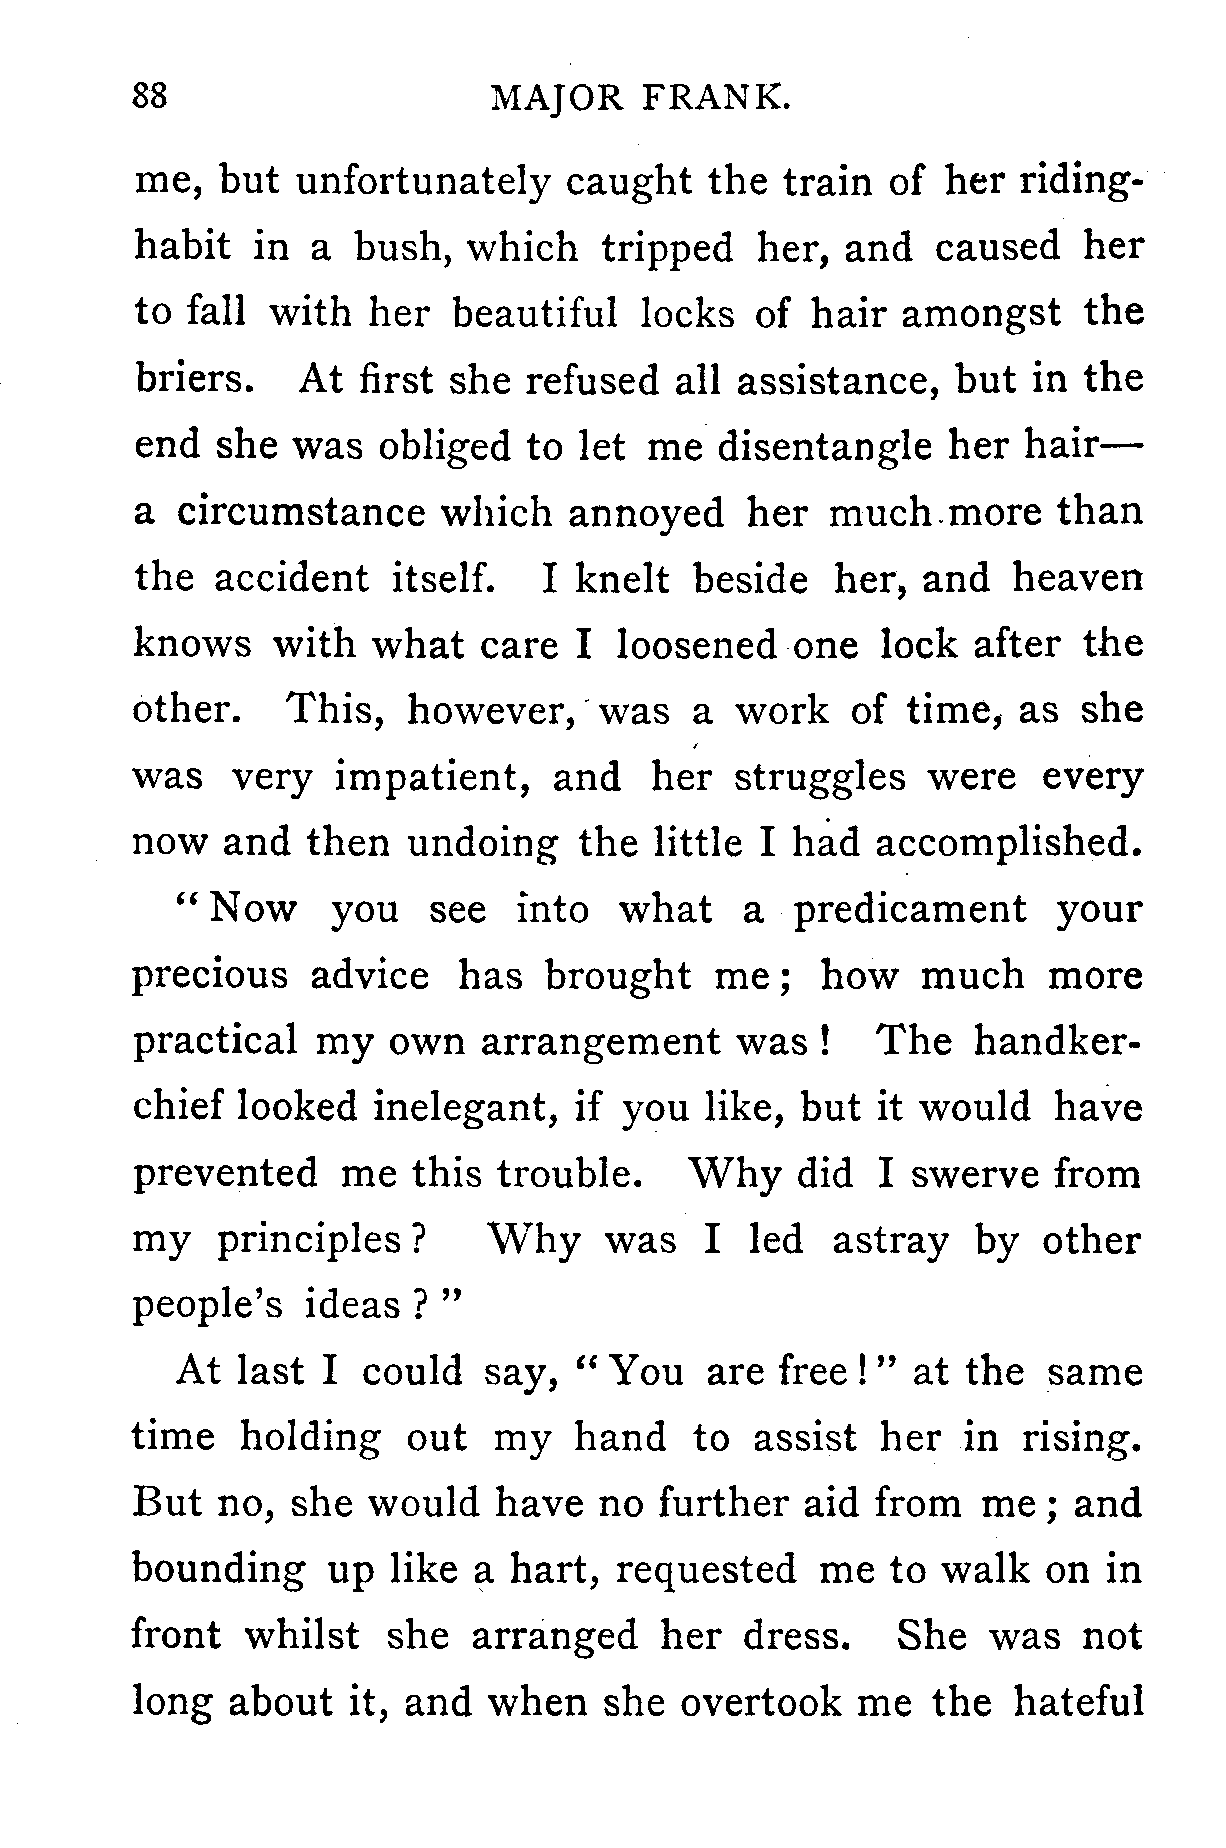 88 MAJOR FRANK.
me, but unfortunately caught the train of her riding-
habit in a bush, which tripped her, and caused her
to fall with her beautiful locks of hair amongst the
briers. At first she refused all assistance, but in the
end she was obliged to let me disentangle her hair—
a circumstance which annoyed her much more than
the accident itself. I knelt beside her, and heaven
knows with what care I loosened one lock after the
other. This, however, was a work of time, as she
was very impatient, and her struggles were every
now and then undoing the little I had accomplished.
"Now you see into what a predicament your
precious advice has brought me; how much more
practical my own arrangement was! The handker-
chief looked inelegant, if you like, but it would have
prevented me this trouble. Why did I swerve from
my principles? Why was I led astray by other
people's ideas?"
At last I could say, "You are free!" at the same
time holding out my hand to assist her in rising.
But no, she would have no further aid from me; and
bounding up like a hart, requested me to walk on in
front whilst she arranged her dress. She was not
long about it, and when she overtook me the hateful